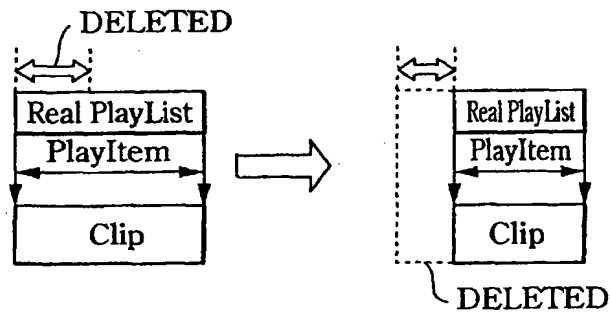 DELETED
Real PlayList
PlayItem
Clip
Real PlayList
PlayItem
Clip
DELETED